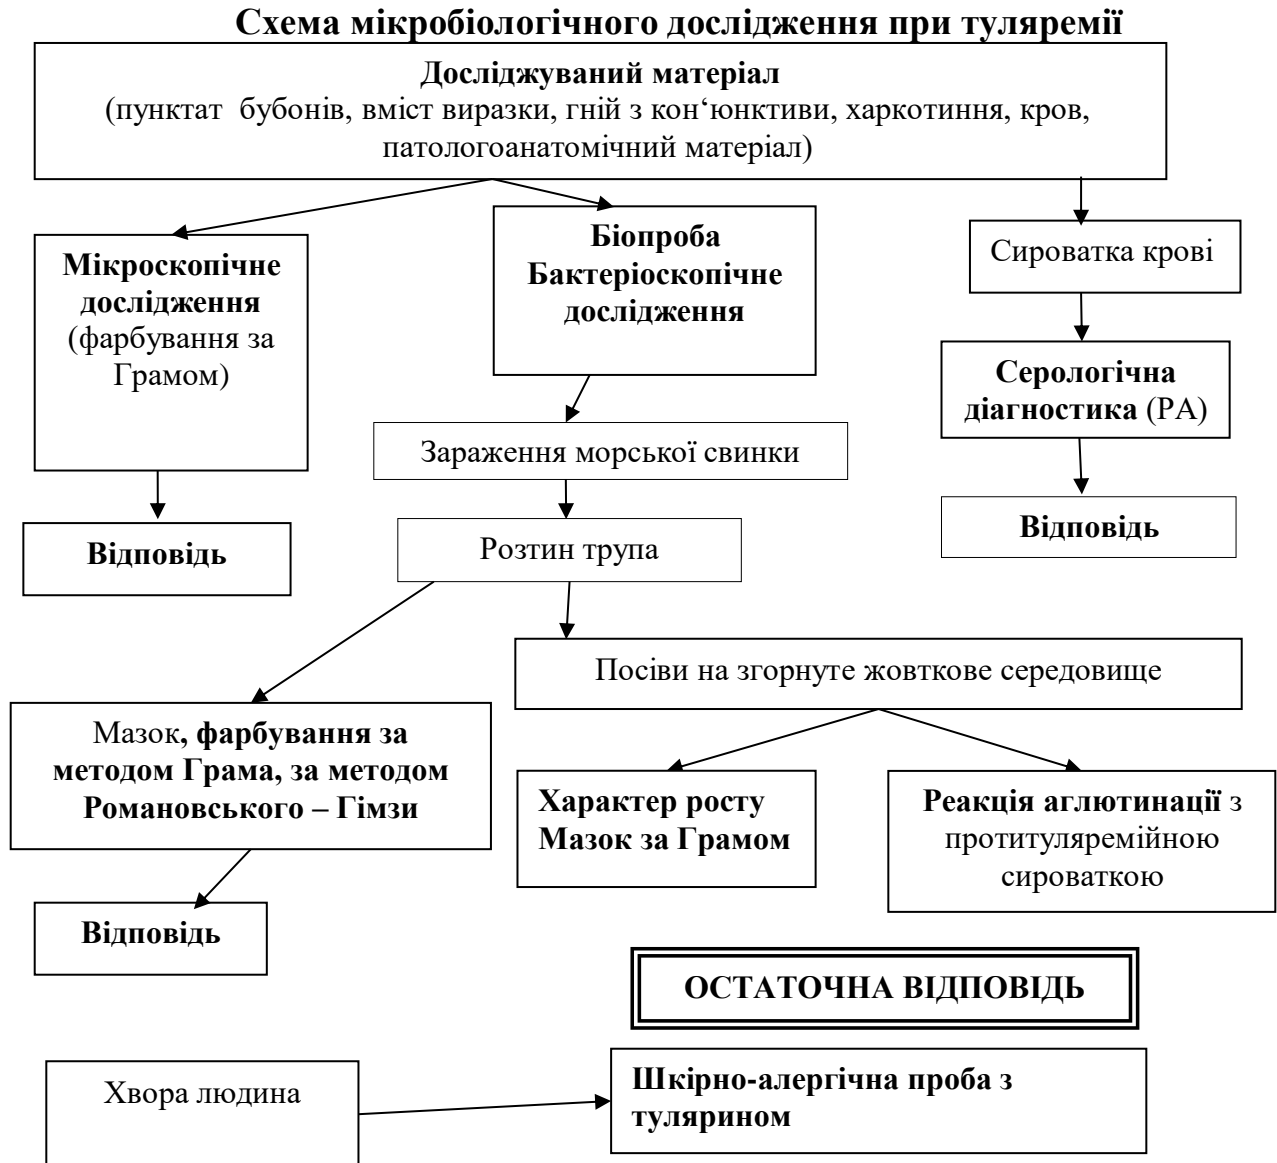 Схема мікробіологічного дослідження при туляремії
Досліджуваний матеріал
(пунктат бубонів, вміст виразки, гній з кон‘юнктиви, харкотиння, кров,
патологоанатомічний матеріал)
Мікроскопічне
дослідження
(фарбування за
Грамом)
Біопроба
Бактеріоскопічне
дослідження
Сироватка крові
Серологічна
діагностика (РА)
Зараження морської свинки
Відповідь
Розтин трупа
Відповідь
Посіви на згорнуте жовткове середовище
Мазок, фарбування за
методом Грама, за методом
Романовського – Гімзи
Характер росту
Мазок за Грамом
Реакція аглютинації з
протитуляремійною
сироваткою
Відповідь
ОСТАТОЧНА ВІДПОВІДЬ
Хвора людина
Шкірно-алергічна проба з
тулярином